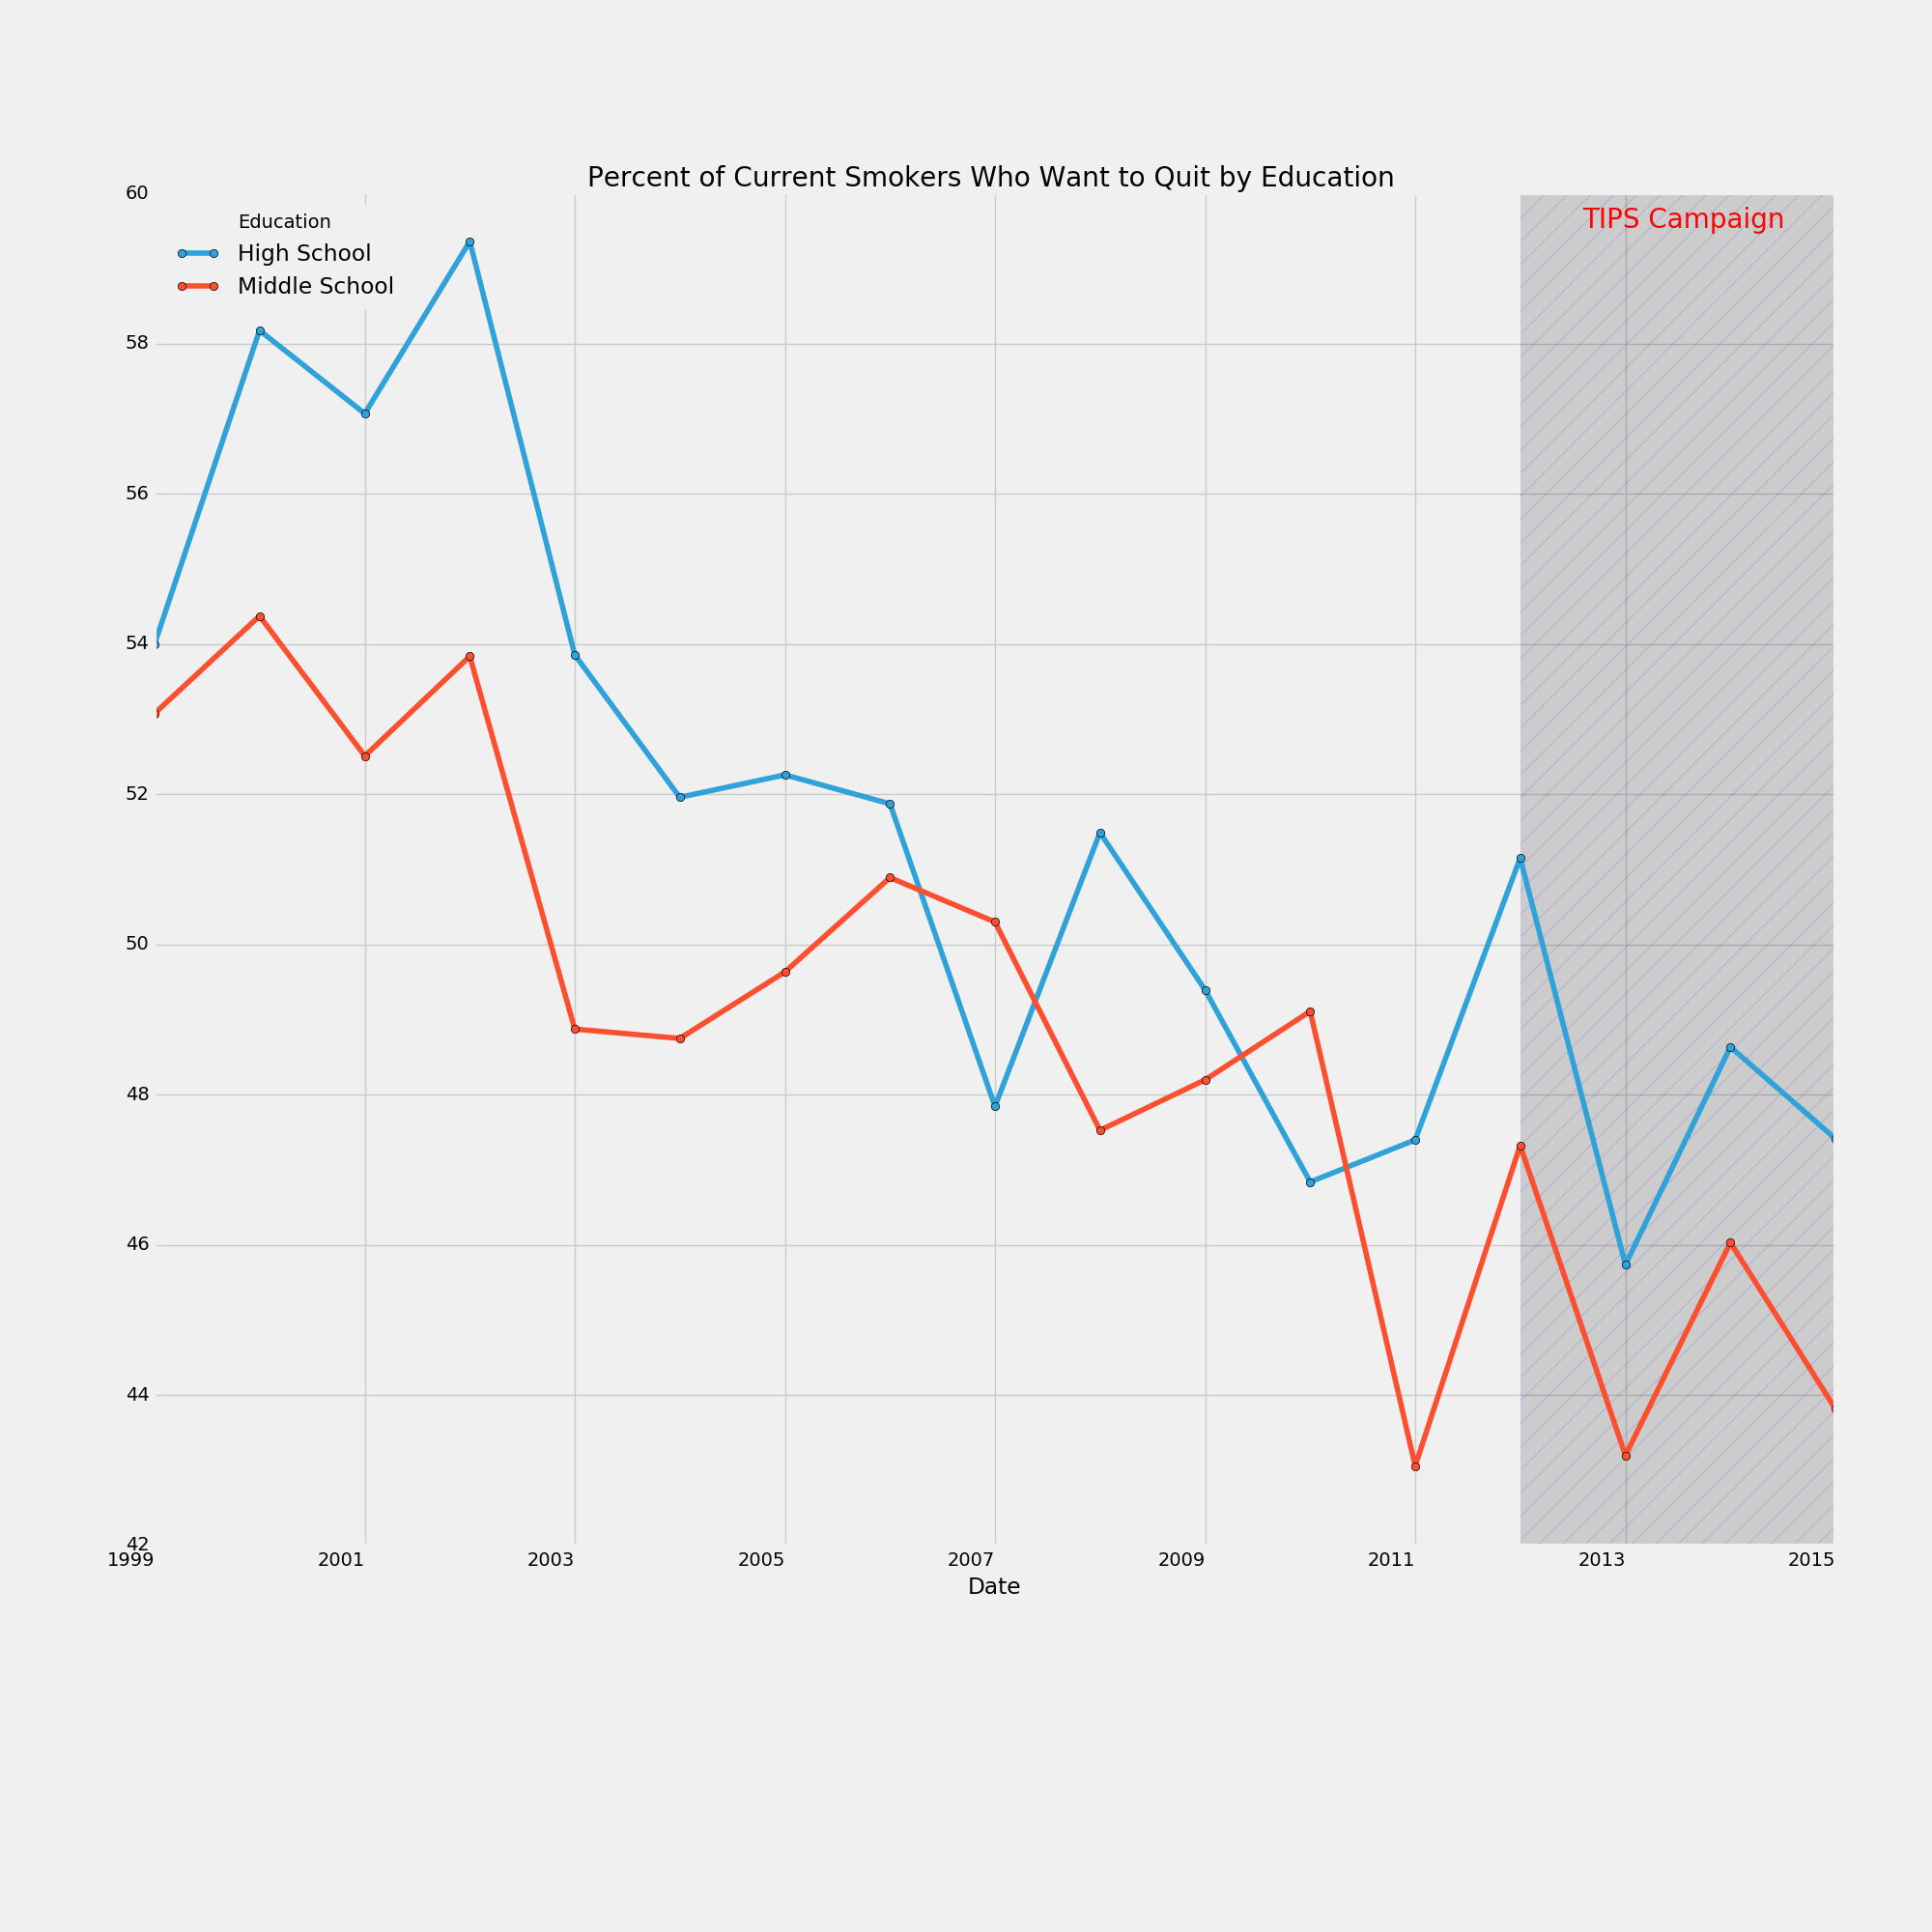 Percent of Current Smokers Who Want to Quit by Education
60
TIPS Campaign
Education
High School
Middle School
58
56
54
52
50
48
46
44
42
1999 2001 2003 2005 2007 2009 2011 2013 2015
Date